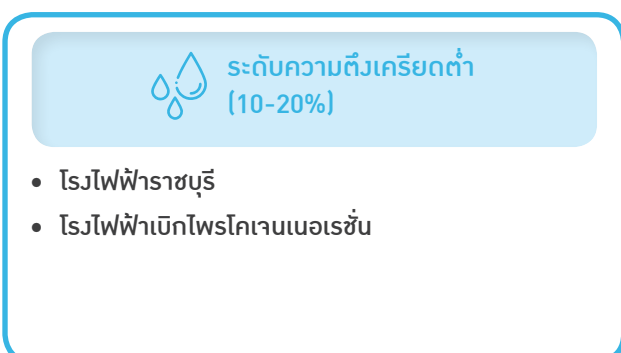 ระดับความตึงเครียดต่ำ
(10-20%)
• โรงไฟฟ้าราชบุรี
• โรงไฟฟ้าเบิกไพรโคเจนเนอเรชั่น